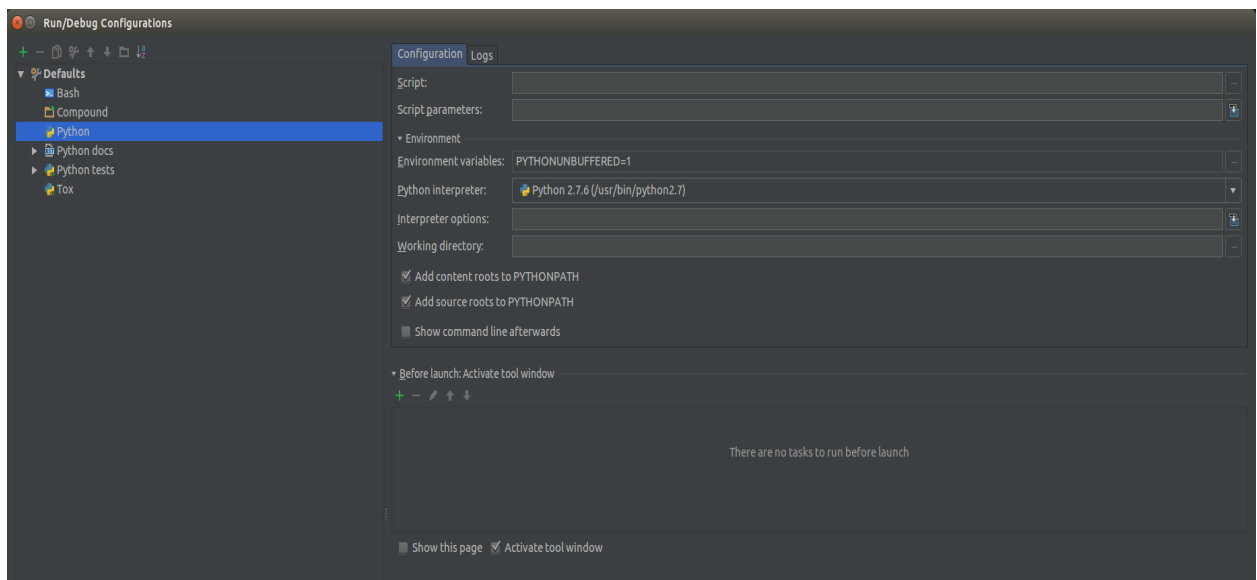 Run/Debug Configurations
Defaults
Bash
Compound
Python
Python docs
Python tests
Tox
Configuration Logs
Script:
Script parameters:
Environment
Environment variables: PYTHONUNBUFFERED=1
Python interpreter: Python 2.7.6 (/usr/bin/python2.7)
Interpreter options:
Working directory:
Add content roots to PYTHONPATH
Add source roots to PYTHONPATH
Show command line afterwards
Before launch: Activate tool window
There are no tasks to run before launch
Show this page Activate tool window